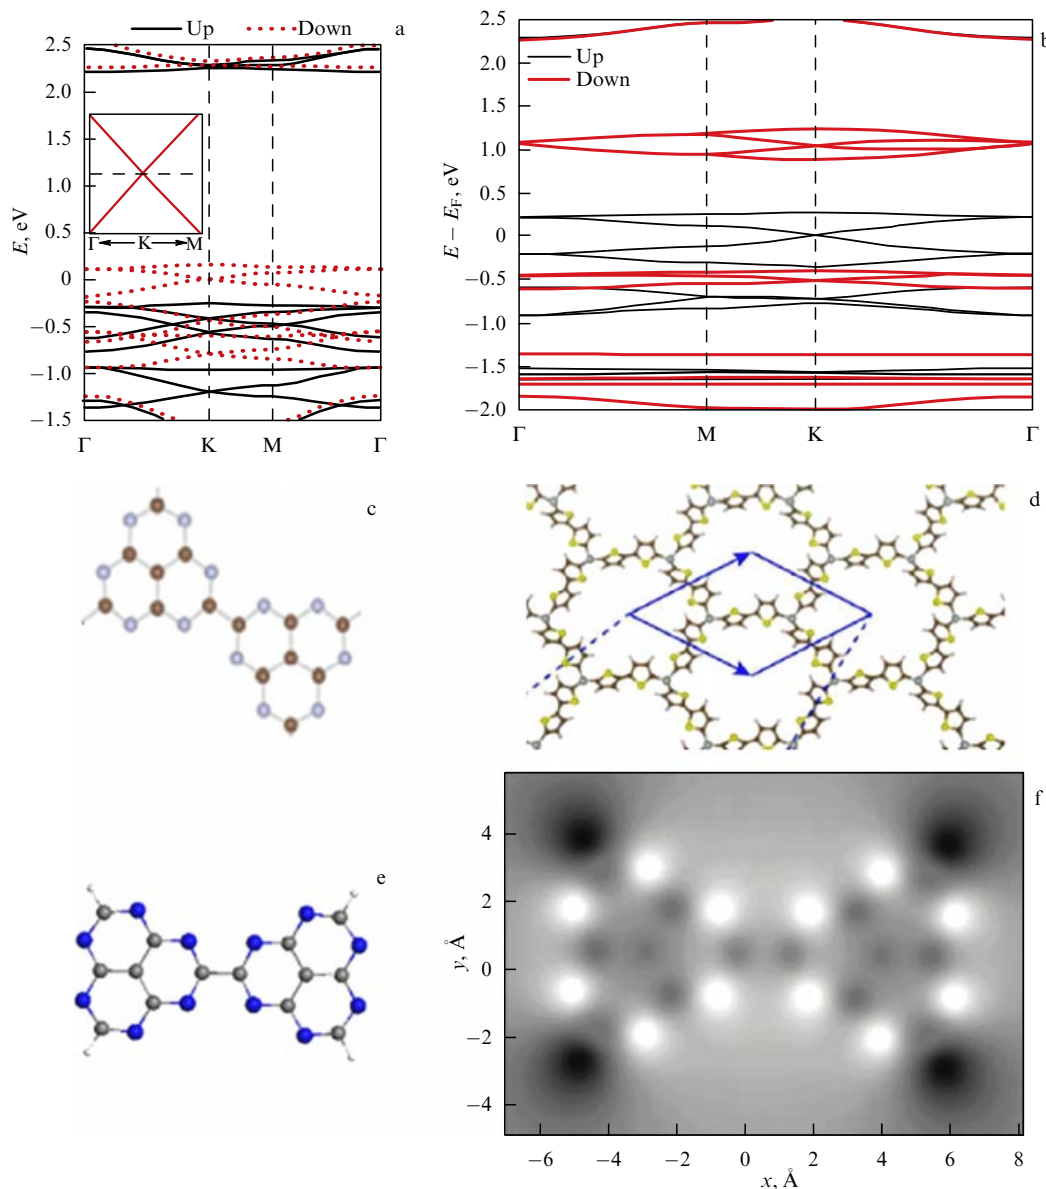 Up Down a
2.5
2.0
1.5
1.0
0.5
0
−0.5
−1.0
−1.5
E, eV
Γ K M
Γ K M Γ
b
Up
Down
2.5
2.0
1.5
1.0
0.5
0
−0.5
−1.0
−1.5
−2.0
E − E_F, eV
Γ M K Γ
c
d
e
f
4
2
0
−2
−4
y, Å
−6 −4 −2 0 2 4 6 8
x, Å